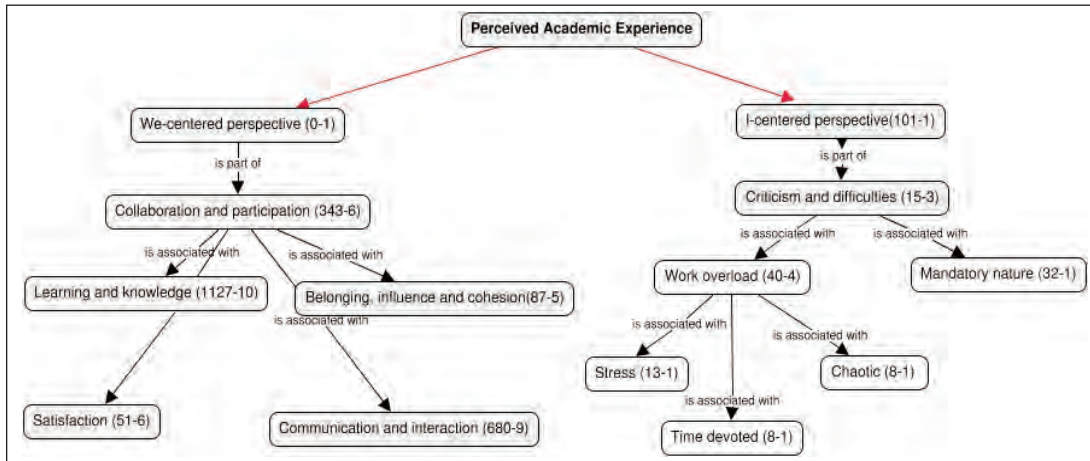 Perceived Academic Experience
We-centered perspective (0-1)
I-centered perspective(101-1)
is part of
is part of
Collaboration and participation (343-6)
Criticism and difficulties (15-3)
is associated with
is associated with
is associated with
is associated with
Learning and knowledge (1127-10)
Belonging, influence and cohesion(87-5)
Work overload (40-4)
Mandatory nature (32-1)
is associated with
is associated with
is associated with
Stress (13-1)
Chaotic (8-1)
is associated with
Satisfaction (51-6)
Communication and interaction (680-9)
Time devoted (8-1)